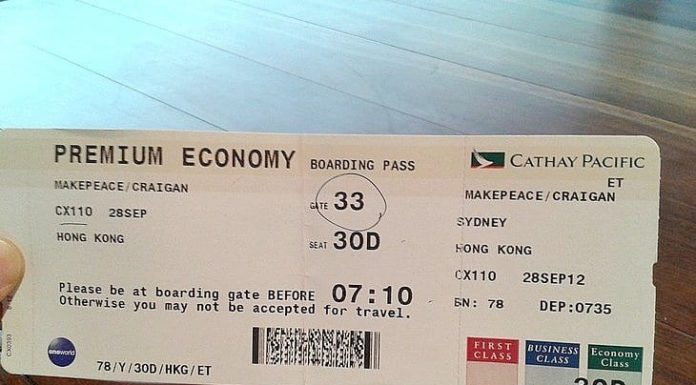 PREMIUM ECONOMY BOARDING PASS
MAKEPEACE/CRAIGAN
GATE 33
CX110 28SEP
HONG KONG
SEAT 30D
Please be at boarding gate BEFORE 07:10
Otherwise you may not be accepted for travel.
oneworld
78/Y/30D/HKG/ET
CATHAY PACIFIC
ET
MAKEPEACE/CRAIGAN
SYDNEY
HONG KONG
CX110 28SEP12
SN: 78 DEP:0735
FIRST CLASS
BUSINESS CLASS
Economy Class
30D